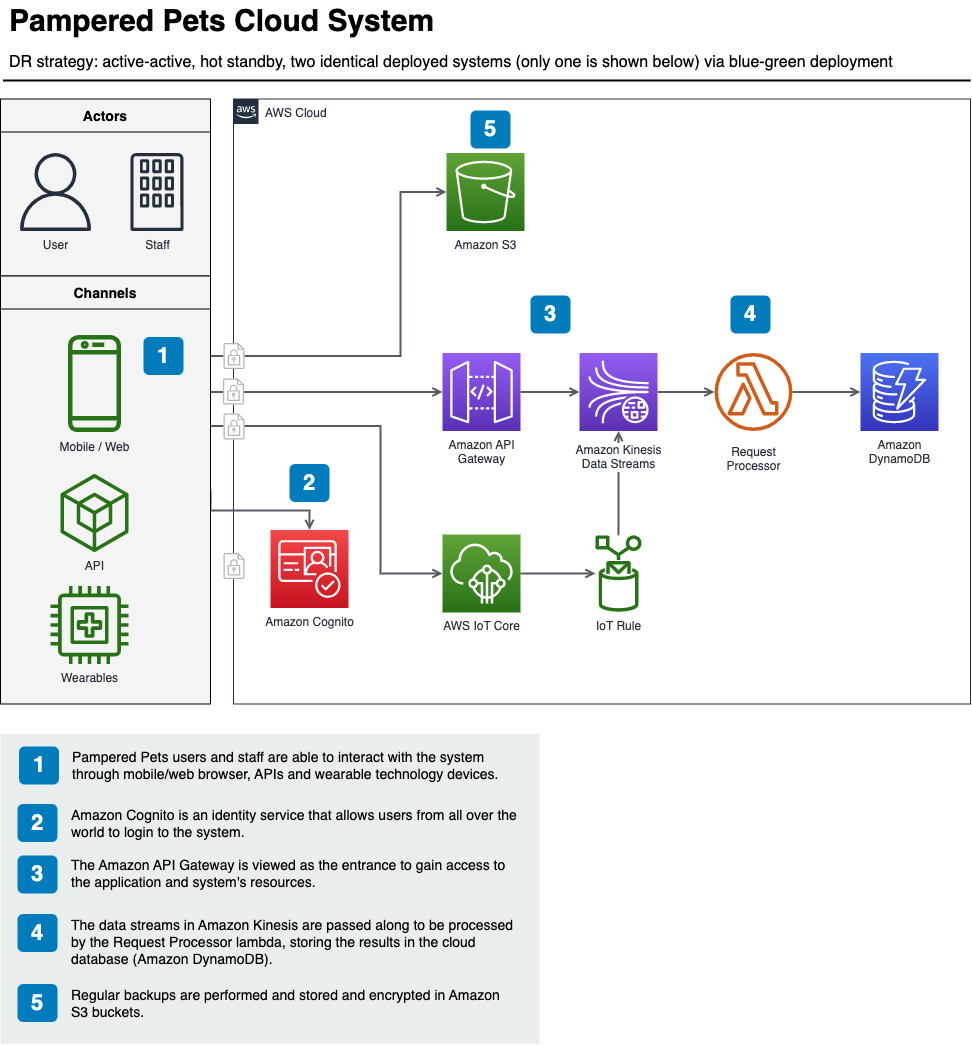 Pampered Pets Cloud System
DR strategy: active-active, hot standby, two identical deployed systems (only one is shown below) via blue-green deployment
Actors
User
Staff
Channels
1
Mobile / Web
API
Wearables
aws
AWS Cloud
5
Amazon S3
3
4
Amazon API
Gateway
Amazon Kinesis
Data Streams
Request
Processor
Amazon
DynamoDB
2
Amazon Cognito
AWS IoT Core
IoT Rule
1
Pampered Pets users and staff are able to interact with the system
through mobile/web browser, APIs and wearable technology devices.
2
Amazon Cognito is an identity service that allows users from all over the
world to login to the system.
3
The Amazon API Gateway is viewed as the entrance to gain access to
the application and system's resources.
4
The data streams in Amazon Kinesis are passed along to be processed
by the Request Processor lambda, storing the results in the cloud
database (Amazon DynamoDB).
5
Regular backups are performed and stored and encrypted in Amazon
S3 buckets.